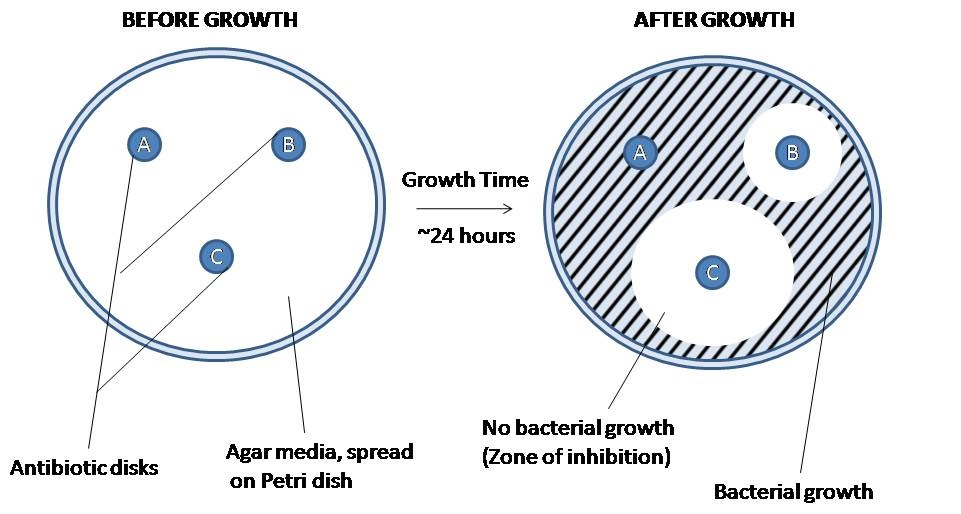 BEFORE GROWTH
AFTER GROWTH
A
B
C
Growth Time
~24 hours
A
B
C
Antibiotic disks
Agar media, spread
on Petri dish
No bacterial growth
(Zone of inhibition)
Bacterial growth